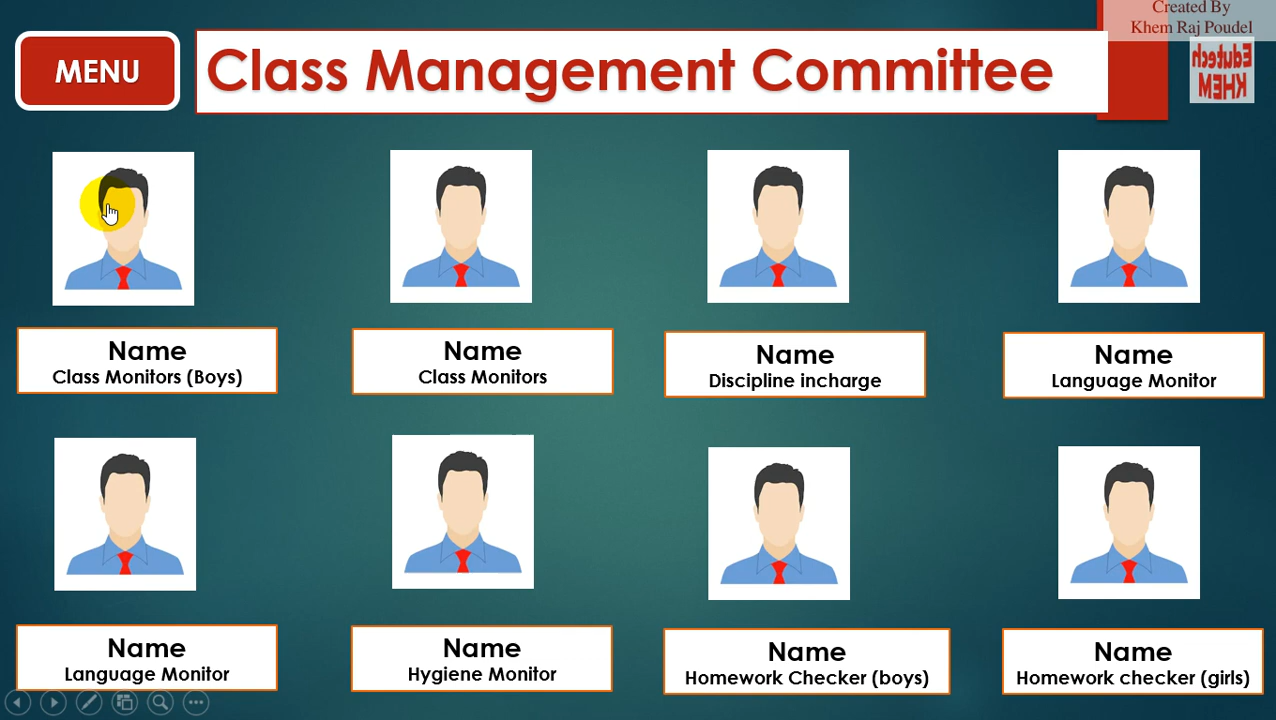 Created By
Khem Raj Poudel
MENU
Class Management Committee
Edutech
KHEM
Name
Class Monitors (Boys)
Name
Class Monitors
Name
Discipline incharge
Name
Language Monitor
Name
Language Monitor
Name
Hygiene Monitor
Name
Homework Checker (boys)
Name
Homework checker (girls)